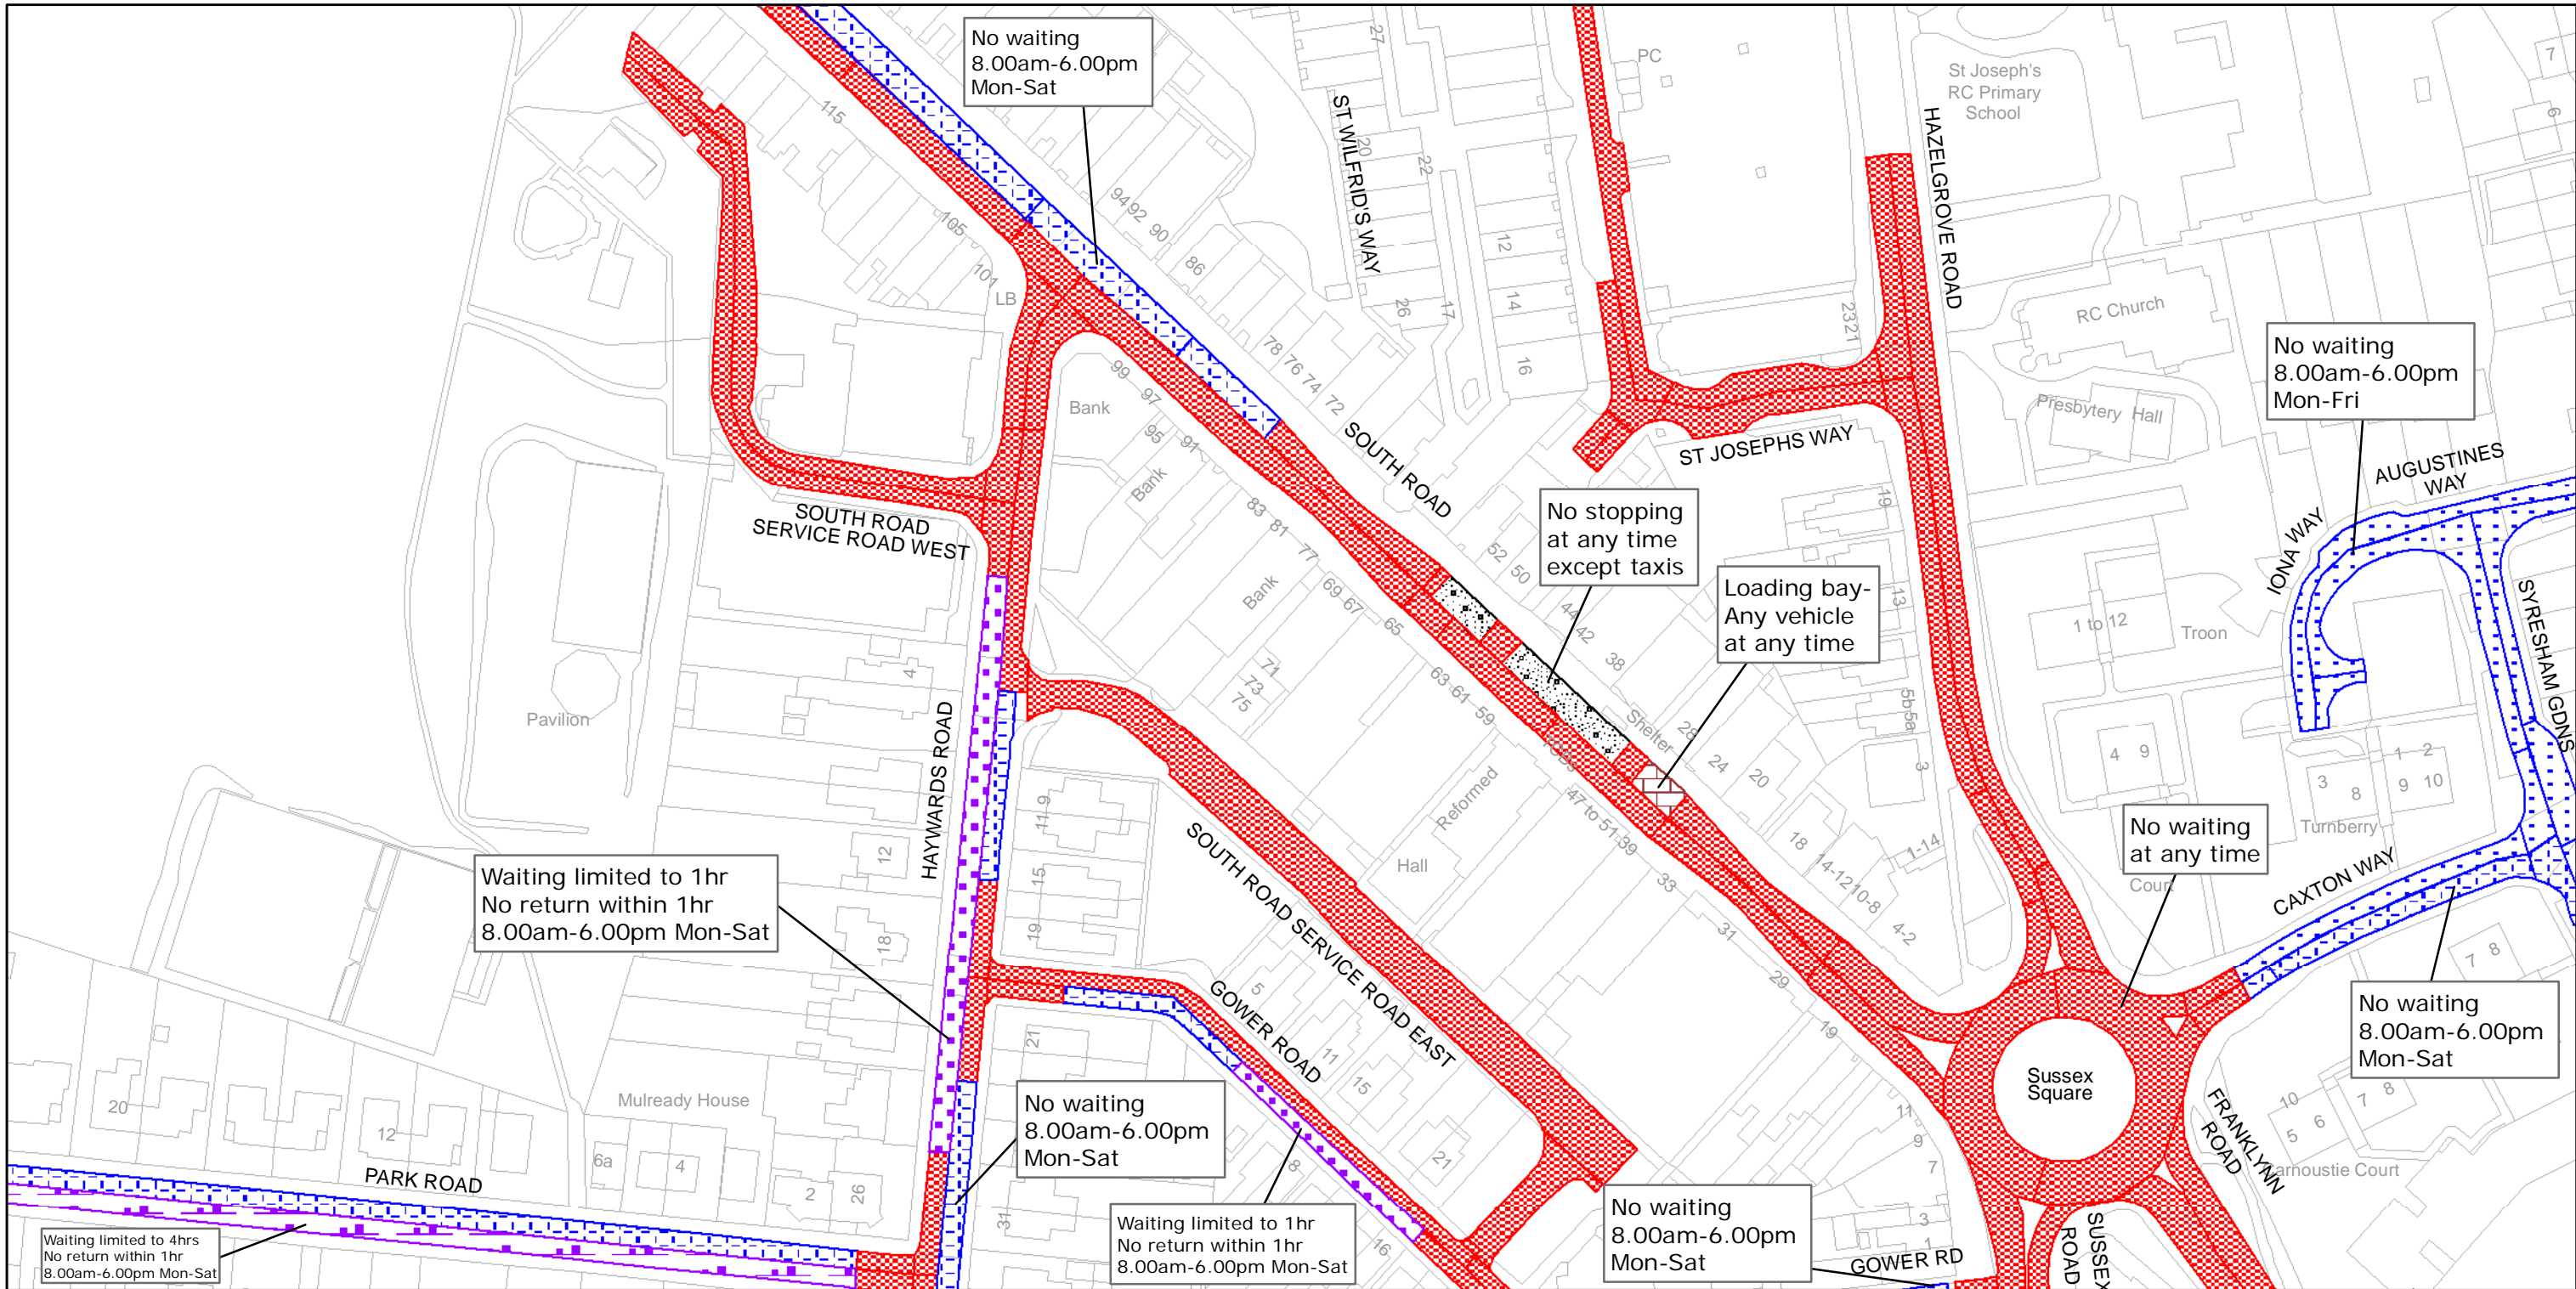 No waiting
8.00am-6.00pm
Mon-Sat
PC
St Joseph's
RC Primary
School
7
6
27
20
22
ST WILFRID'S WAY
HAZELGROVE ROAD
115
105
101
LB
94
92
90
86
12
14
16
26
17
2321
RC Church
Presbytery Hall
No waiting
8.00am-6.00pm
Mon-Fri
78 76 74 72
99
97
95
91
Bank
Bank
Bank
83 81
77
69 67
65
71
73
75
63 61
59
SOUTH ROAD
ST JOSEPHS WAY
AUGUSTINES
WAY
IONA WAY
SYRESHAM GDNS
SOUTH ROAD
SERVICE ROAD WEST
No stopping
at any time
except taxis
Loading bay-
Any vehicle
at any time
52
50
44
42
38
Shelter
28
24
20
19
13
5b-5a
3
1 to 12
Troon
4 9
1 2
9 10
3
8
Turnberry
Pavilion
4
HAYWARDS ROAD
12
18
11 9
15
19
Reformed
Hall
47 to 51
39
33
31
29
19
18
14-12
10-8
4-2
1-14
No waiting
at any time
Court
CAXTON WAY
7 8
No waiting
8.00am-6.00pm
Mon-Sat
Waiting limited to 1hr
No return within 1hr
8.00am-6.00pm Mon-Sat
SOUTH ROAD SERVICE ROAD EAST
GOWER ROAD
5
11
15
21
21
Sussex
Square
10
5
6
7 8
FRANKLYNN
ROAD
11
9
7
3
1
20
12
Mulready House
6a
4
2
26
31
8
16
PARK ROAD
No waiting
8.00am-6.00pm
Mon-Sat
Waiting limited to 4hrs
No return within 1hr
8.00am-6.00pm Mon-Sat
Waiting limited to 1hr
No return within 1hr
8.00am-6.00pm Mon-Sat
No waiting
8.00am-6.00pm
Mon-Sat
GOWER RD
SUSSEX
ROAD